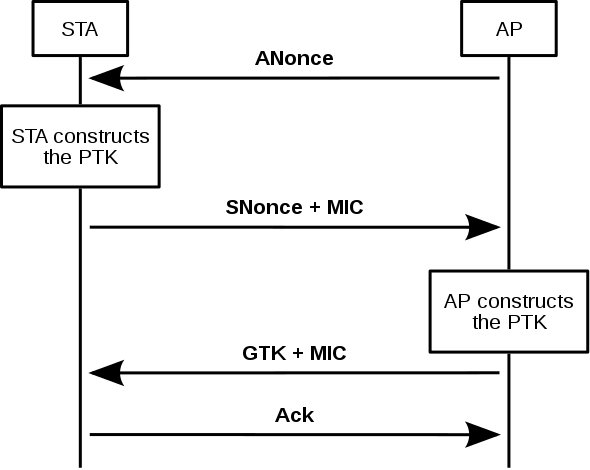 STA
AP
ANonce
STA constructs
the PTK
SNonce + MIC
AP constructs
the PTK
GTK + MIC
Ack